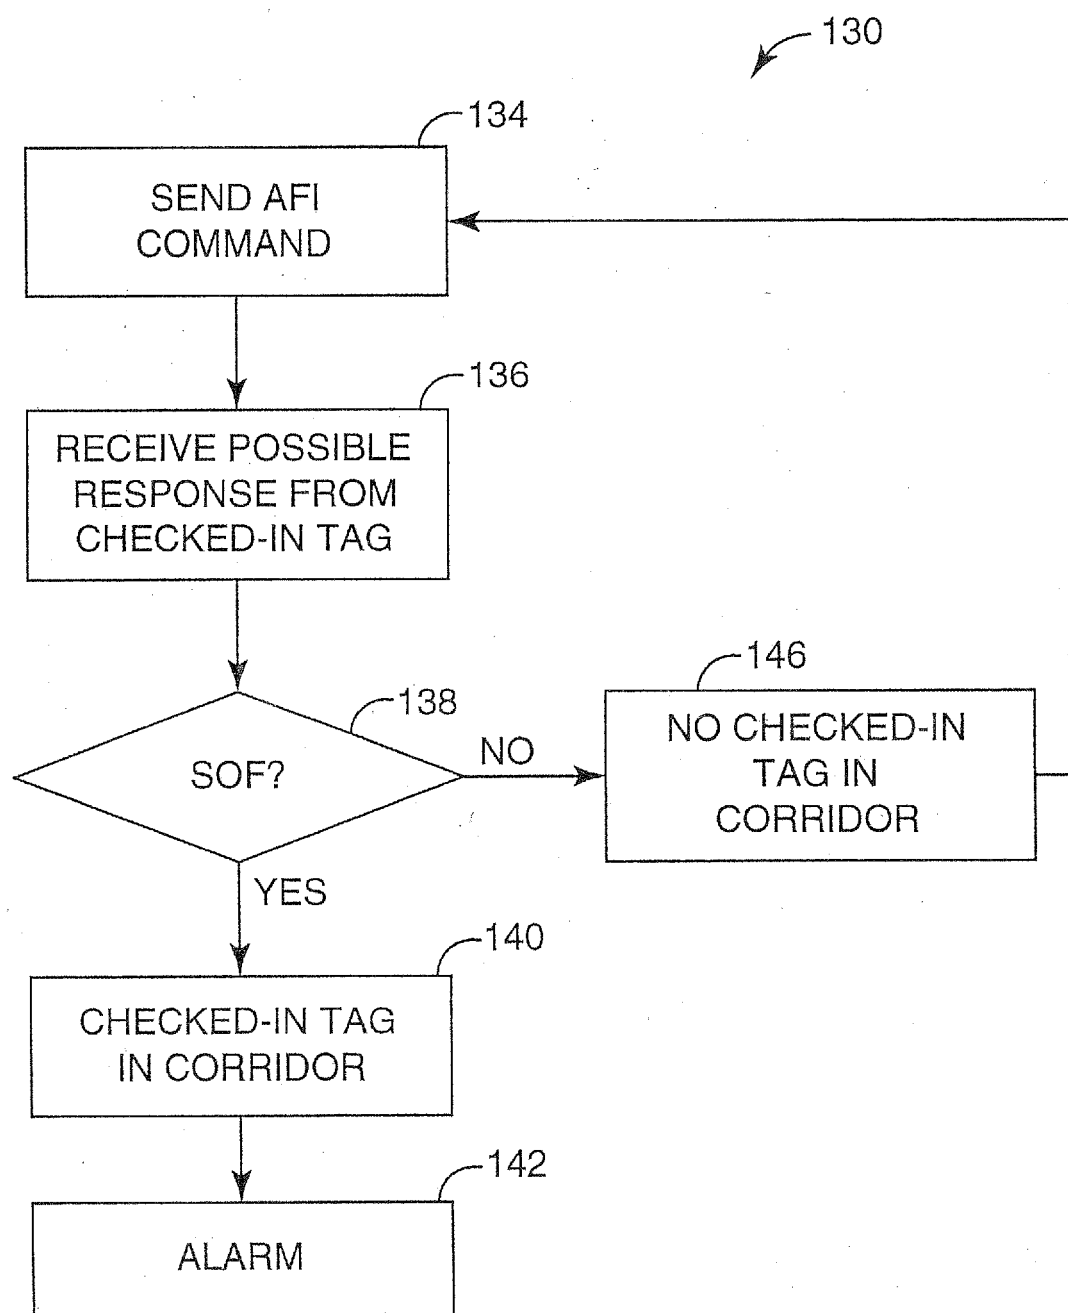 130
134
SEND AFI
COMMAND
136
RECEIVE POSSIBLE
RESPONSE FROM
CHECKED-IN TAG
138
SOF?
NO
146
NO CHECKED-IN
TAG IN
CORRIDOR
YES
140
CHECKED-IN TAG
IN CORRIDOR
142
ALARM